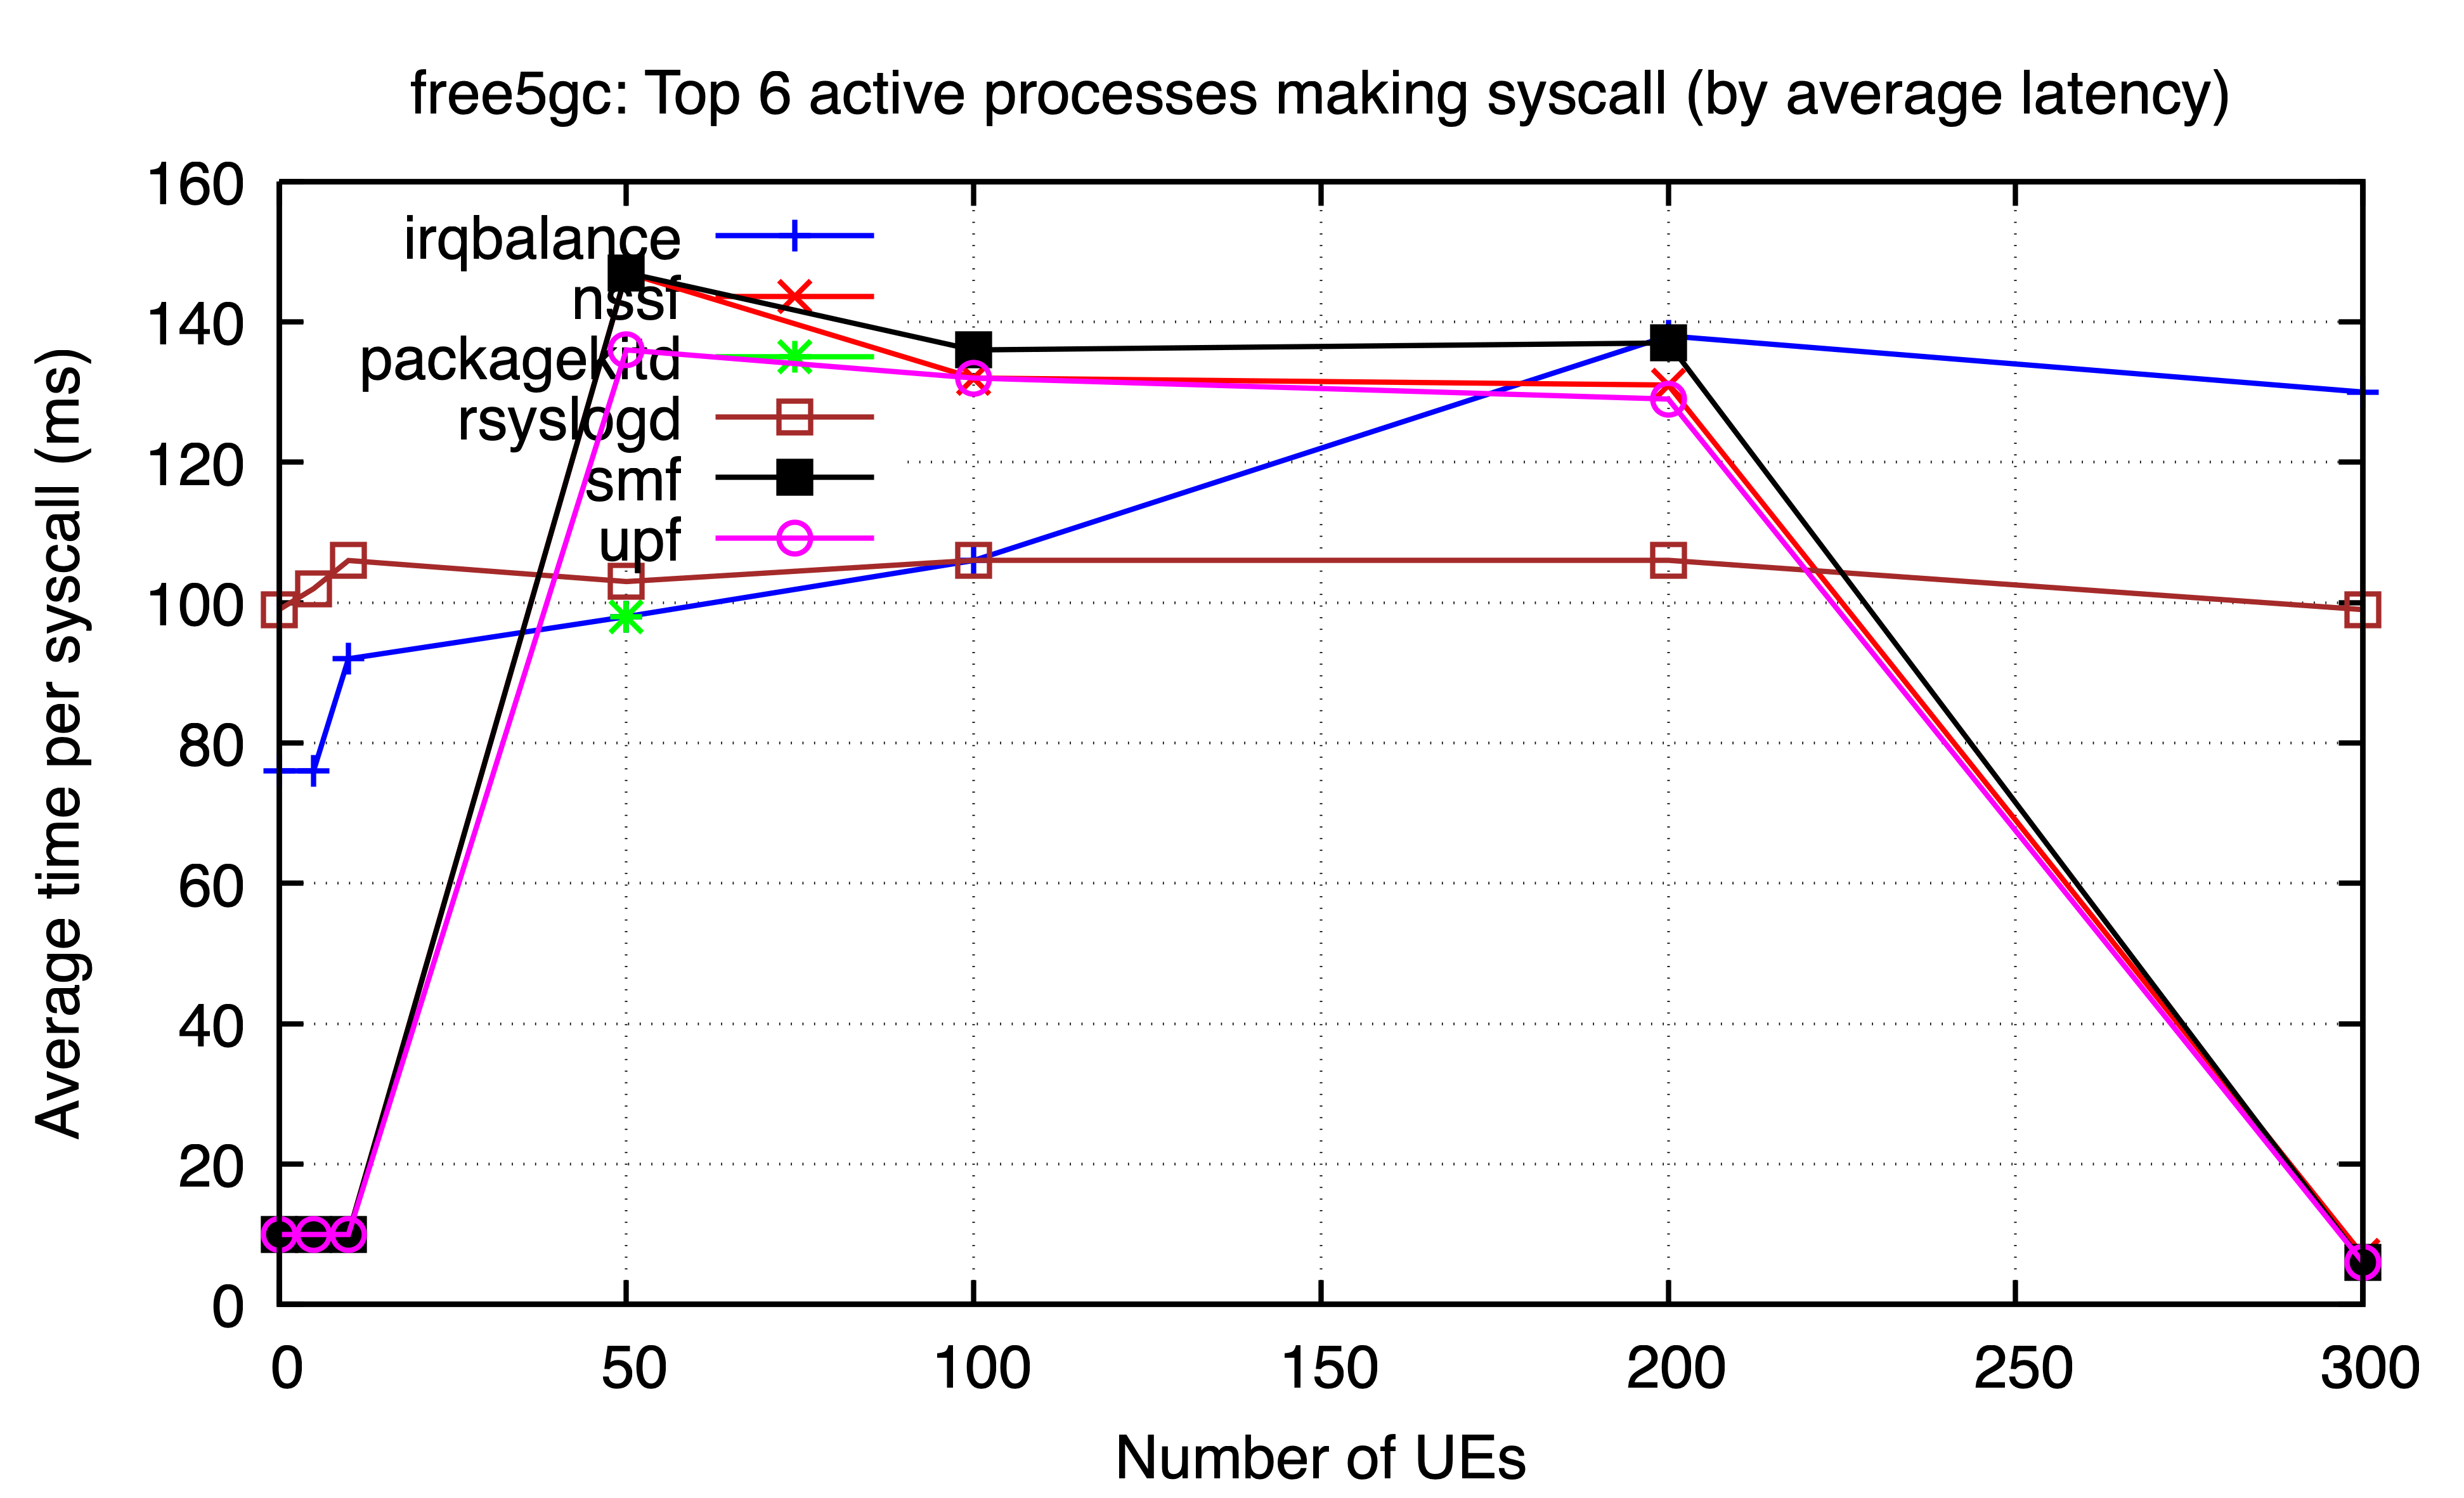 free5gc: Top 6 active processes making syscall (by average latency)
Average time per syscall (ms)
160
140
120
100
80
60
40
20
0
irqbalance
nssf
packagekitd
rsyslogd
smf
upf
0 50 100 150 200 250 300
Number of UEs